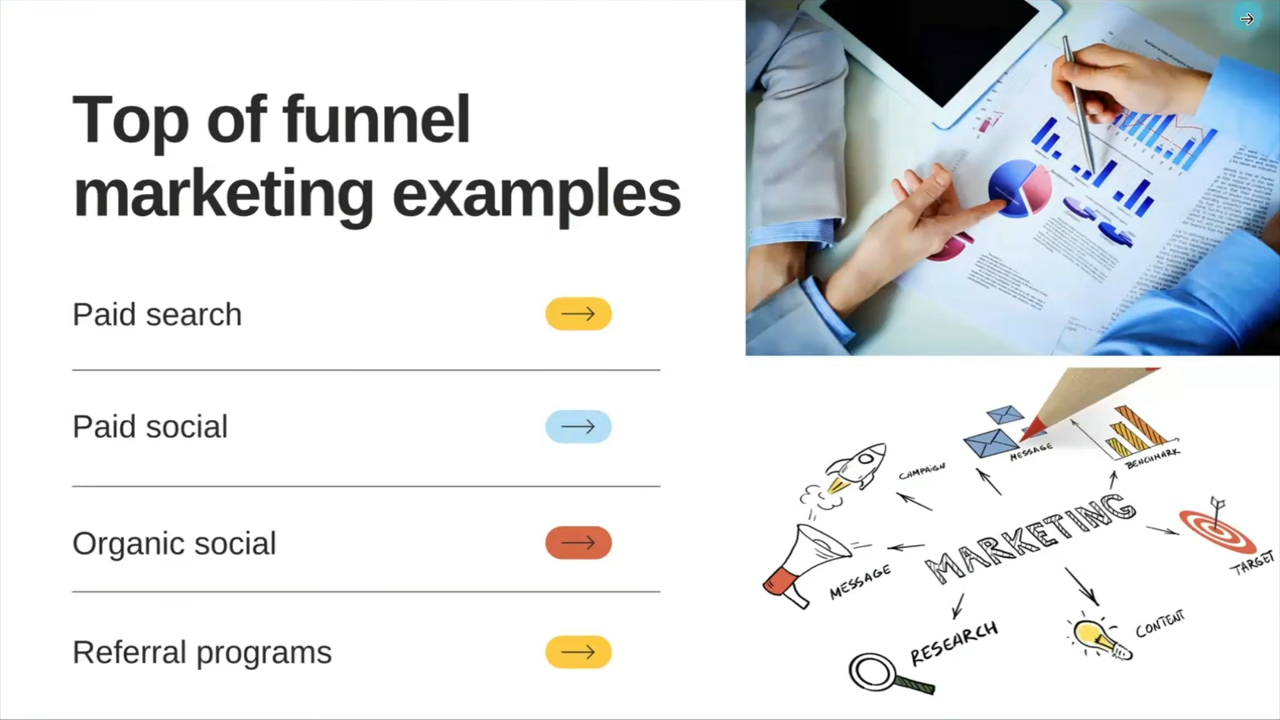 Top of funnel
marketing examples
Paid search
Paid social
Organic social
Referral programs
CAMPAIGN
MESSAGE
BENCHMARK
MARKETING
TARGET
MESSAGE
CONTENT
RESEARCH